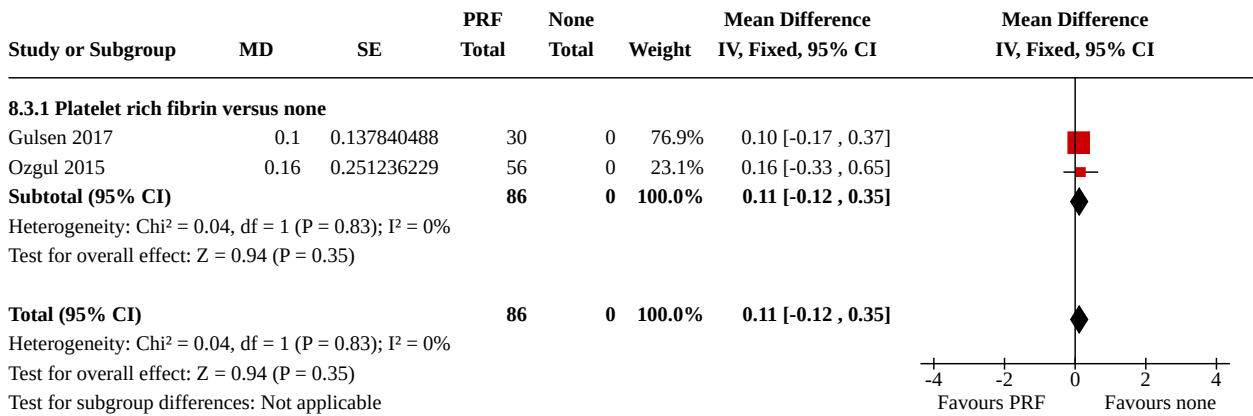 PRF None Mean Difference Mean Difference
Study or Subgroup MD SE Total Total Weight IV, Fixed, 95% CI IV, Fixed, 95% CI
8.3.1 Platelet rich fibrin versus none
Gulsen 2017 0.1 0.137840488 30 0 76.9% 0.10 [-0.17 , 0.37]
Ozgul 2015 0.16 0.251236229 56 0 23.1% 0.16 [-0.33 , 0.65]
Subtotal (95% CI) 86 0 100.0% 0.11 [-0.12 , 0.35]
Heterogeneity: Chi² = 0.04, df = 1 (P = 0.83); I² = 0%
Test for overall effect: Z = 0.94 (P = 0.35)
Total (95% CI) 86 0 100.0% 0.11 [-0.12 , 0.35]
Heterogeneity: Chi² = 0.04, df = 1 (P = 0.83); I² = 0%
Test for overall effect: Z = 0.94 (P = 0.35) -4 -2 0 2 4
Test for subgroup differences: Not applicable Favours PRF Favours none